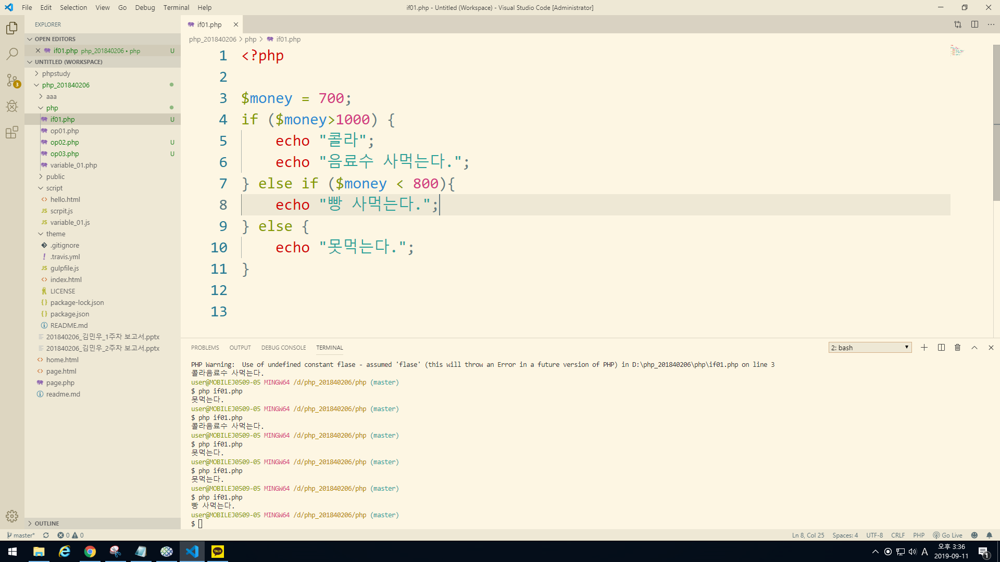 File Edit Selection View Go Debug Terminal Help
if01.php - Untitled (Workspace) - Visual Studio Code [Administrator]
EXPLORER
OPEN EDITORS
if01.php php_201840206 • php U
UNTITLED (WORKSPACE)
phpstudy
php_201840206
aaa
php
if01.php U
op01.php
op02.php U
op03.php U
variable_01.php
public
script
hello.html
scrpit.js
variable_01.js
theme
.gitignore
.travis.yml
gulpfile.js
index.html
LICENSE
package-lock.json
package.json
README.md
201840206_김민우_1주차 보고서.pptx
201840206_김민우_2주차 보고서.pptx
home.html
page.html
page.php
readme.md
OUTLINE
3
if01.php
php_201840206 > php > if01.php
1 <?php
2
3 $money = 700;
4 if ($money>1000) {
5 echo "콜라";
6 echo "음료수 사먹는다.";
7 } else if ($money < 800){
8 echo "빵 사먹는다.";
9 } else {
10 echo "못먹는다.";
11 }
12
13
PROBLEMS OUTPUT DEBUG CONSOLE TERMINAL
2: bash
PHP Warning:  Use of undefined constant flase - assumed 'flase' (this will throw an Error in a future version of PHP) in D:\php_201840206\php\if01.php on line 3
콜라음료수 사먹는다.
user@MOBILEJ0509-05 MINGW64 /d/php_201840206/php (master)
$ php if01.php
못먹는다.
user@MOBILEJ0509-05 MINGW64 /d/php_201840206/php (master)
$ php if01.php
콜라음료수 사먹는다.
user@MOBILEJ0509-05 MINGW64 /d/php_201840206/php (master)
$ php if01.php
못먹는다.
user@MOBILEJ0509-05 MINGW64 /d/php_201840206/php (master)
$ php if01.php
못먹는다.
user@MOBILEJ0509-05 MINGW64 /d/php_201840206/php (master)
$ php if01.php
빵 사먹는다.
user@MOBILEJ0509-05 MINGW64 /d/php_201840206/php (master)
$
master* 0 0
Ln 8, Col 25 Spaces: 4 UTF-8 CRLF PHP Go Live
TALK
A
오후 3:36
2019-09-11
1